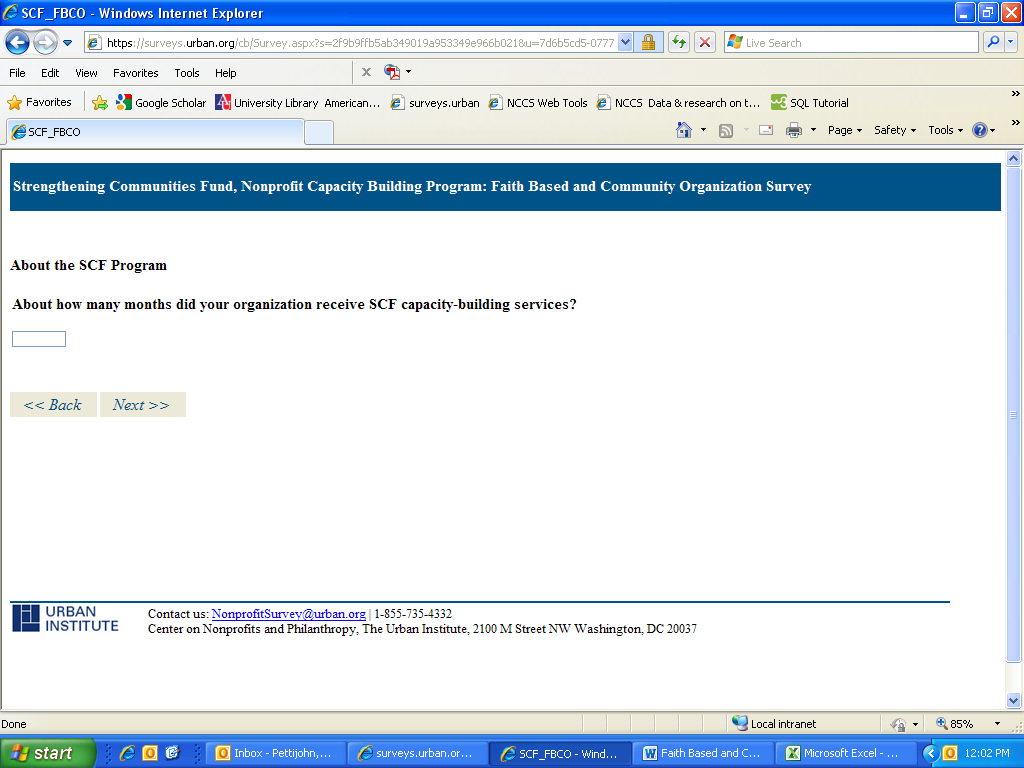 SCF_FBCO - Windows Internet Explorer
https://surveys.urban.org/cb/Survey.aspx?s=2f9b9ffb5ab349019a953349e966b021&u=7d6b5cd5-0777
Live Search
File Edit View Favorites Tools Help
x
Favorites Google Scholar University Library American... surveys.urban NCCS Web Tools NCCS Data & research on t... SQL Tutorial
SCF_FBCO
Page Safety Tools
Strengthening Communities Fund, Nonprofit Capacity Building Program: Faith Based and Community Organization Survey
About the SCF Program
About how many months did your organization receive SCF capacity-building services?
<< Back Next >>
URBAN INSTITUTE
Contact us: NonprofitSurvey@urban.org | 1-855-735-4332
Center on Nonprofits and Philanthropy, The Urban Institute, 2100 M Street NW Washington, DC 20037
Done Local intranet 85%
start Inbox - Pettijohn,... surveys.urban.or... SCF_FBCO - Wind... Faith Based and C... Microsoft Excel - ... 12:02 PM